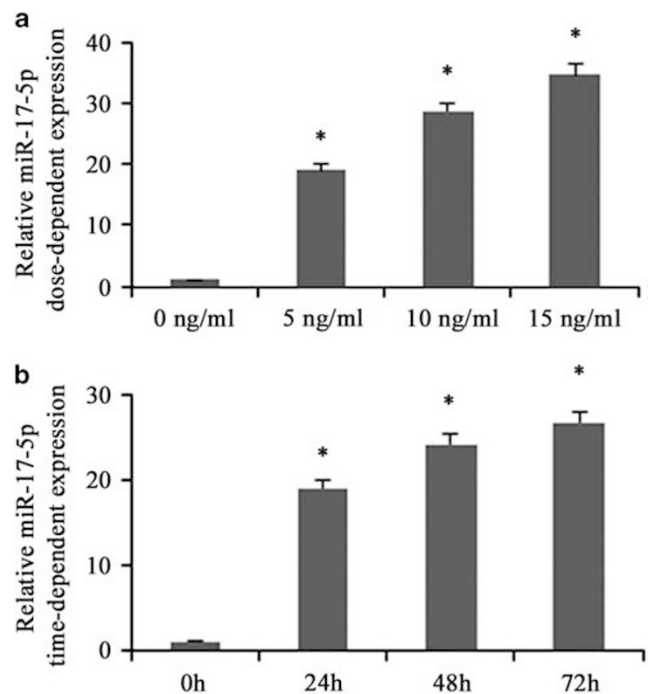 a
Relative miR-17-5p
dose-dependent expression
40
30
20
10
0
*
*
*
0 ng/ml 5 ng/ml 10 ng/ml 15 ng/ml
b
Relative miR-17-5p
time-dependent expression
30
20
10
0
*
*
*
0h 24h 48h 72h